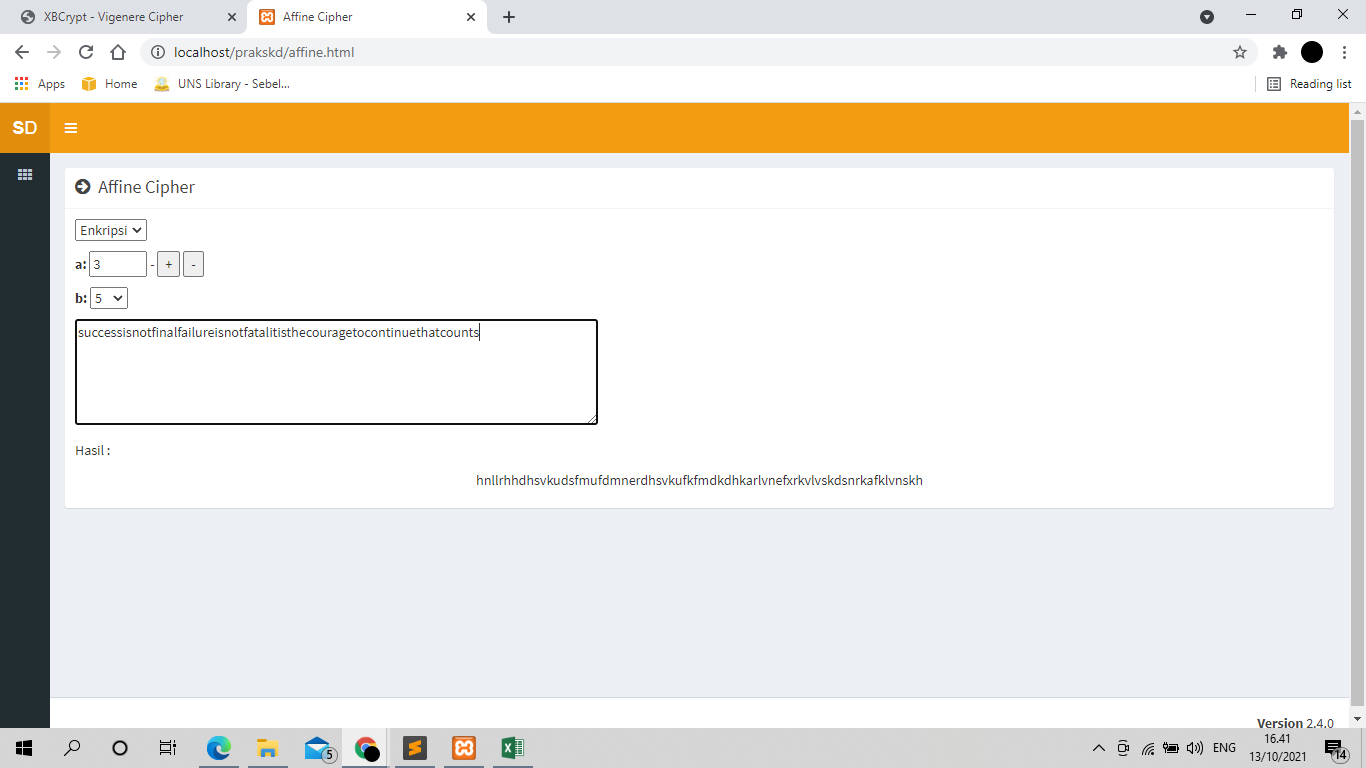 XBCrypt - Vigenere Cipher
Affine Cipher
localhost/prakskd/affine.html
Apps
Home
UNS Library - Sebel...
Reading list
SD
Affine Cipher
Enkripsi
a: 3 - + -
b: 5
successisnotfinalfailureisnotfatalitisthecouragetocontinuethatcounts
Hasil :
hnllrhhdhsvkudsfmufdmnerdhsvkufkfmdkdhkarlvnefxrkvlvskdsnrkafklvnskh
Version 2.4.0
5
ENG
16.41
13/10/2021
14